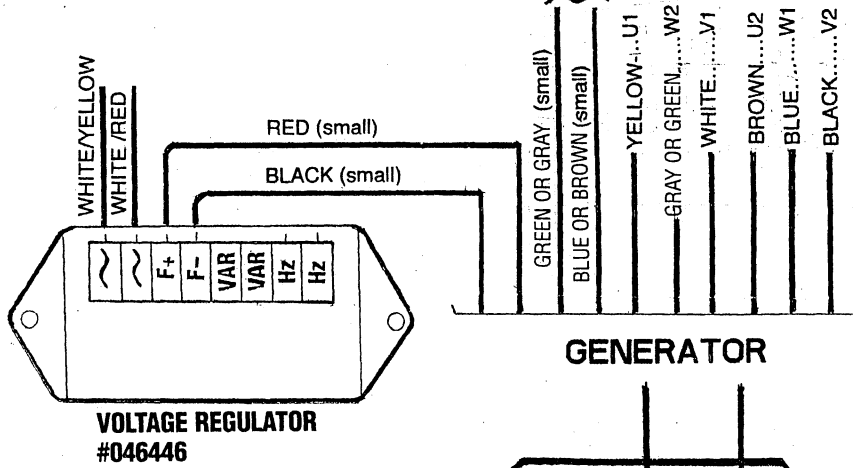 WHITE/YELLOW
WHITE /RED
RED (small)
BLACK (small)
GREEN OR GRAY (small)
BLUE OR BROWN (small)
YELLOW-...U1
GRAY OR GREEN......W2
WHITE......V1
BROWN....U2
BLUE......W1
BLACK......V2
~
~
F+
F-
VAR
VAR
Hz
Hz
GENERATOR
VOLTAGE REGULATOR
#046446